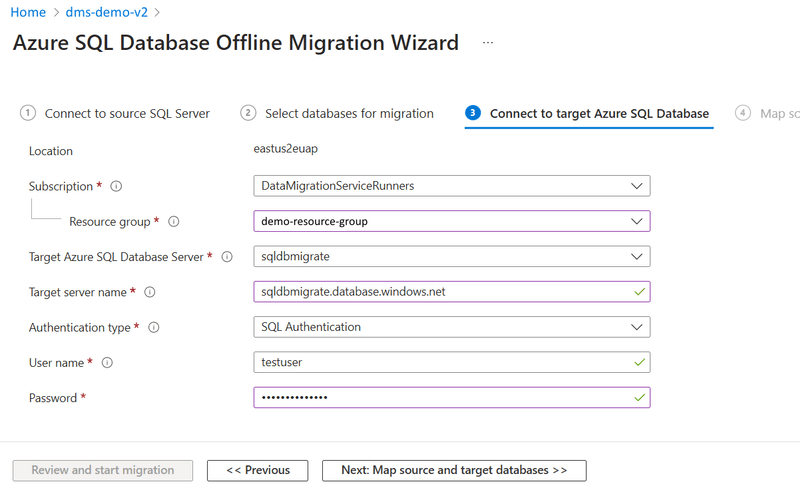 Home > dms-demo-v2 >
Azure SQL Database Offline Migration Wizard ...
1 Connect to source SQL Server 2 Select databases for migration 3 Connect to target Azure SQL Database 4 Map so
Location eastus2euap
Subscription * DataMigrationServiceRunners
Resource group * demo-resource-group
Target Azure SQL Database Server * sqldbmigrate
Target server name * sqldbmigrate.database.windows.net
Authentication type * SQL Authentication
User name * testuser
Password * ••••••••••••••
Review and start migration << Previous Next: Map source and target databases >>